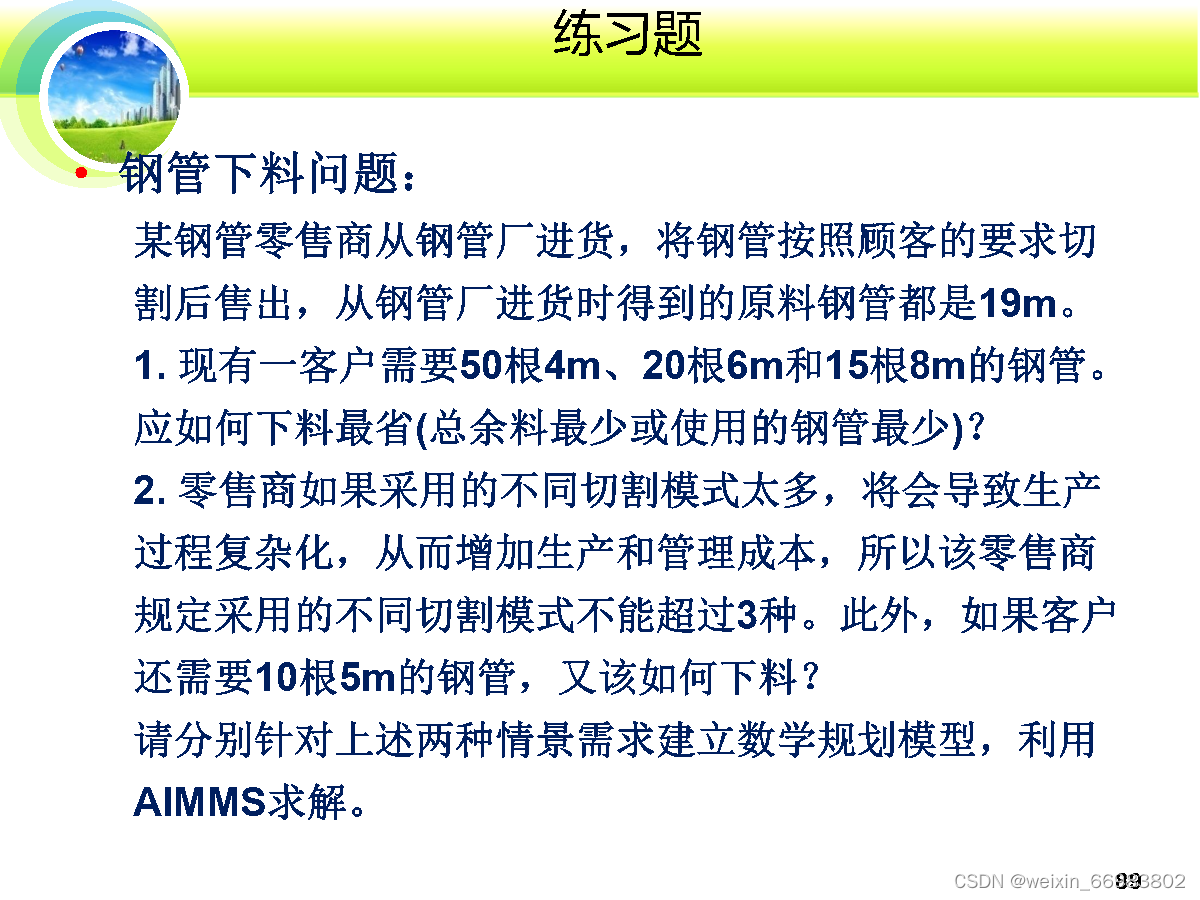 练习题
• 钢管下料问题：
某钢管零售商从钢管厂进货，将钢管按照顾客的要求切
割后售出，从钢管厂进货时得到的原料钢管都是19m。
1. 现有一客户需要50根4m、20根6m和15根8m的钢管。
应如何下料最省(总余料最少或使用的钢管最少)？
2. 零售商如果采用的不同切割模式太多，将会导致生产
过程复杂化，从而增加生产和管理成本，所以该零售商
规定采用的不同切割模式不能超过3种。此外，如果客户
还需要10根5m的钢管，又该如何下料？
请分别针对上述两种情景需求建立数学规划模型，利用
AIMMS求解。